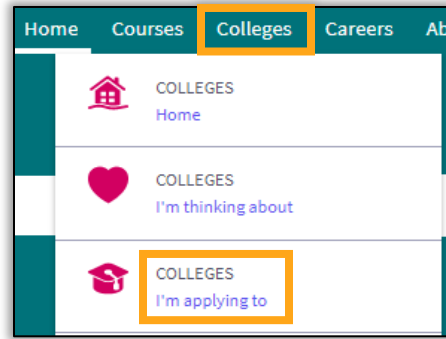 Home Courses Colleges Careers
COLLEGES
Home
COLLEGES
I'm thinking about
COLLEGES
I'm applying to